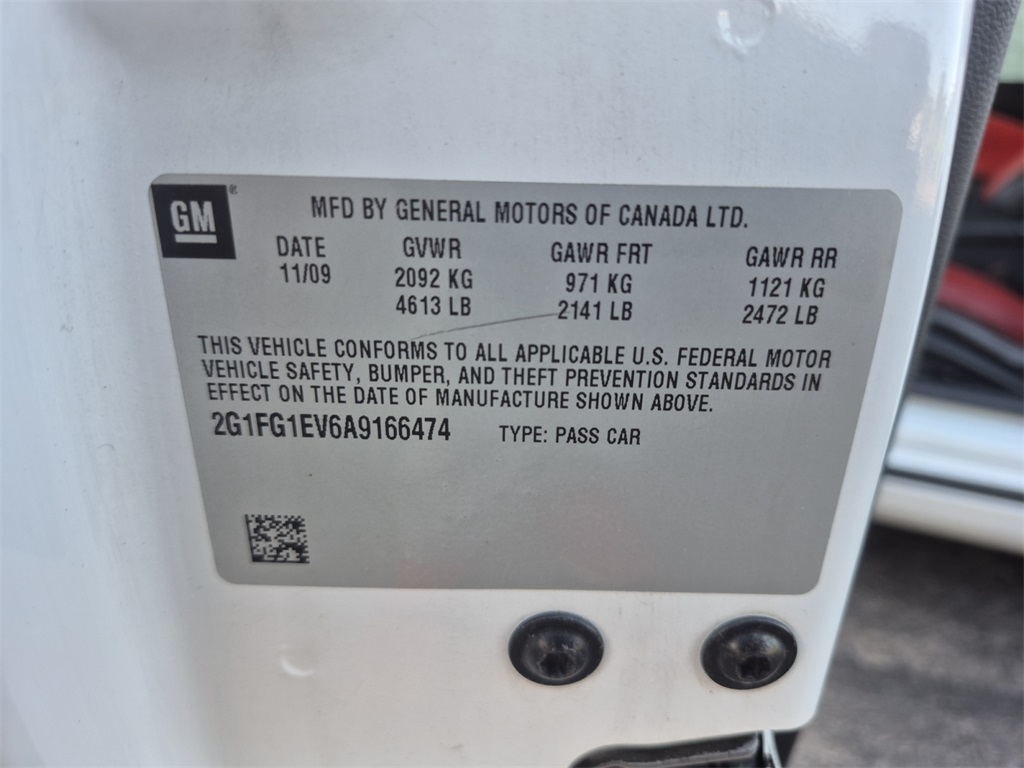 GM®
MFD BY GENERAL MOTORS OF CANADA LTD.
DATE GVWR GAWR FRT GAWR RR
11/09 2092 KG 971 KG 1121 KG
4613 LB 2141 LB 2472 LB
THIS VEHICLE CONFORMS TO ALL APPLICABLE U.S. FEDERAL MOTOR
VEHICLE SAFETY, BUMPER, AND THEFT PREVENTION STANDARDS IN
EFFECT ON THE DATE OF MANUFACTURE SHOWN ABOVE.
2G1FG1EV6A9166474 TYPE: PASS CAR